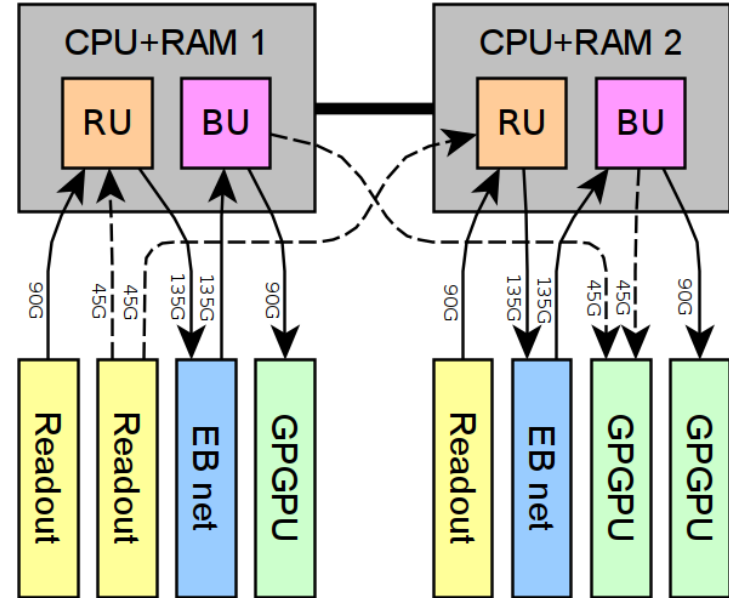 CPU+RAM 1
CPU+RAM 2
RU
BU
RU
BU
90G
45G
45G
135G
135G
90G
90G
135G
135G
45G
45G
90G
Readout
Readout
EB net
GPGPU
Readout
EB net
GPGPU
GPGPU